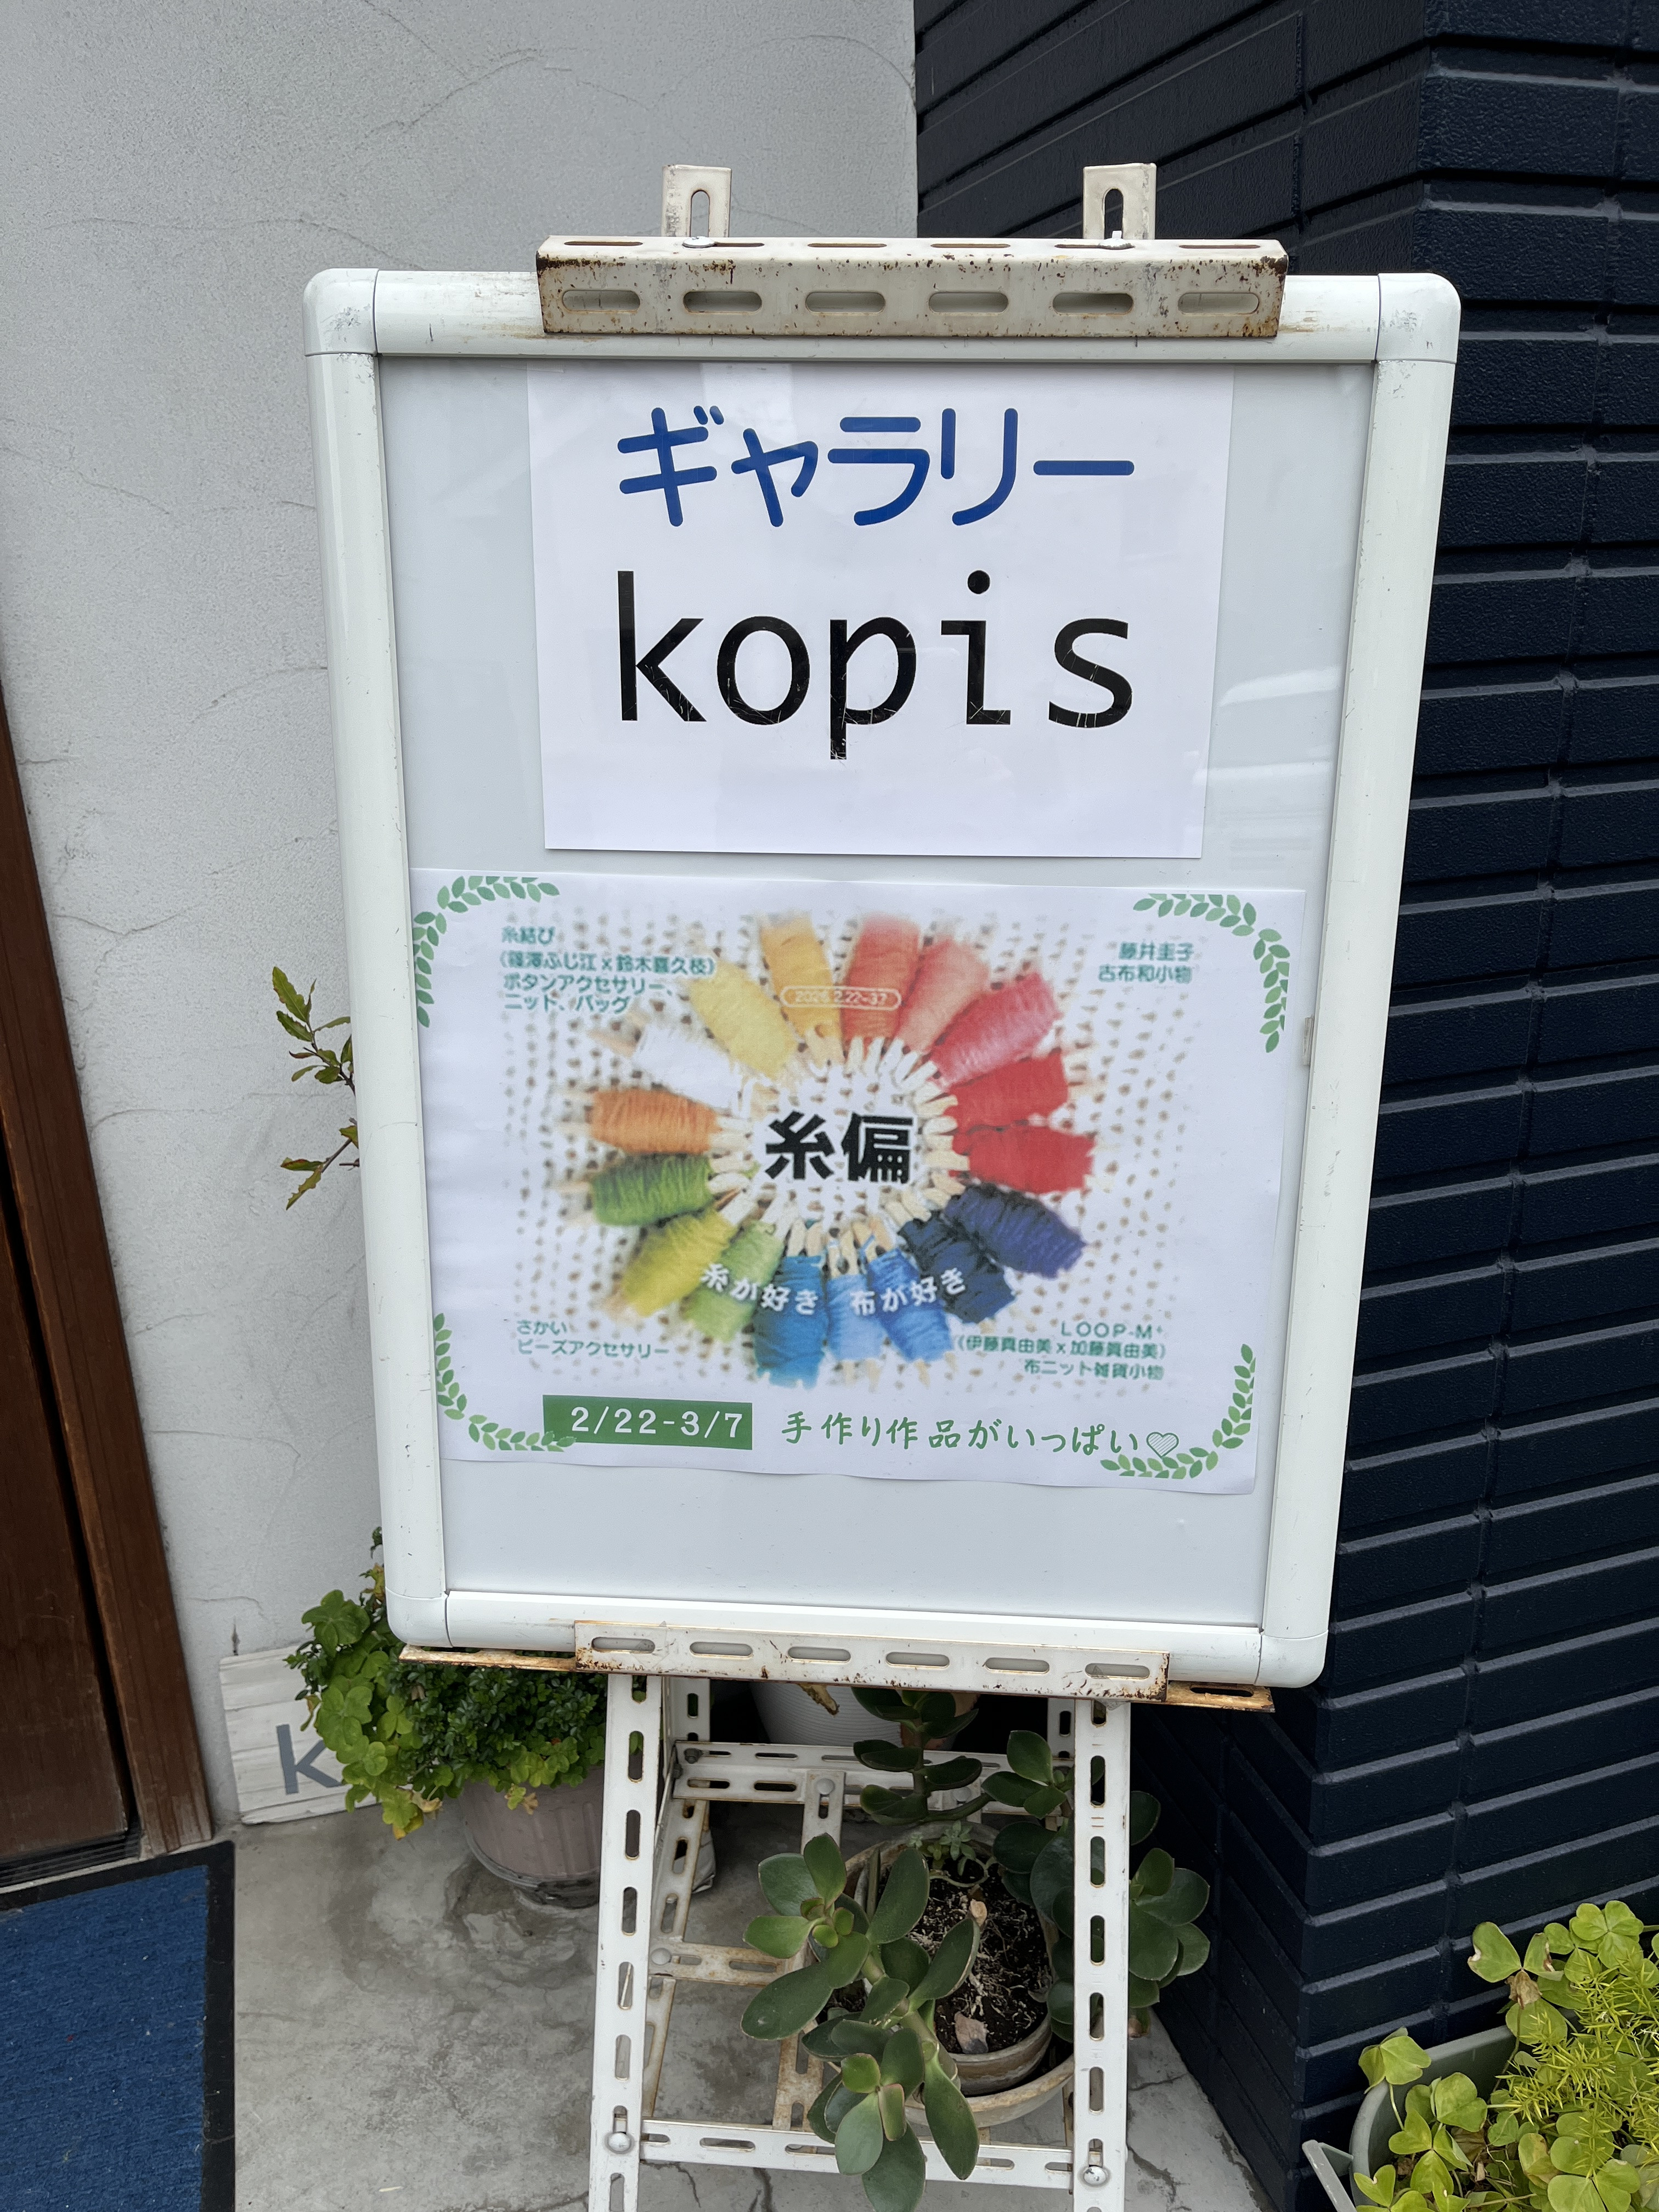 ギャラリー
kopis
糸結び
（篠澤ふじ江 x 鈴木喜久枝）
ボタンアクセサリー、
ニット、バッグ
藤井圭子
古布和小物
糸偏
糸が好き 布が好き
さかい
ビーズアクセサリー
LOOP-M+
（伊藤真由美 x 加藤眞由美）
布ニット雑貨小物
2/22-3/7 手作り作品がいっぱい♡
K